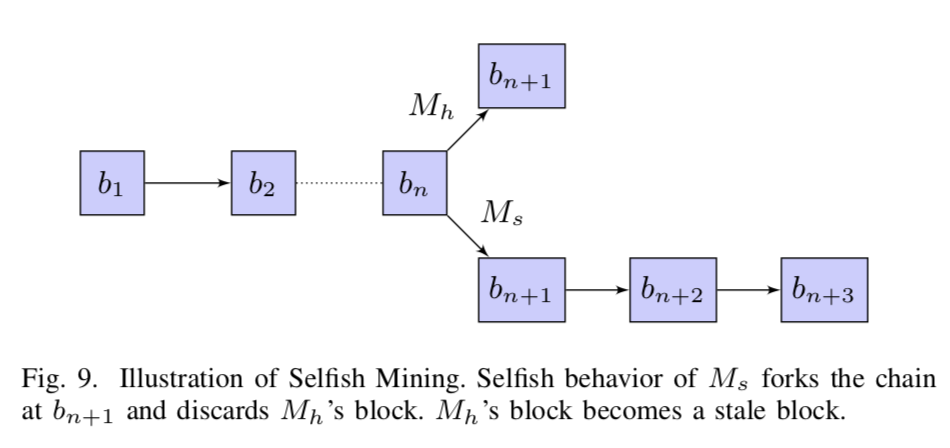 b_{n+1}
M_h
b_1 b_2 b_n
M_s
b_{n+1} b_{n+2} b_{n+3}
Fig. 9. Illustration of Selfish Mining. Selfish behavior of M_s forks the chain
at b_{n+1} and discards M_h's block. M_h's block becomes a stale block.